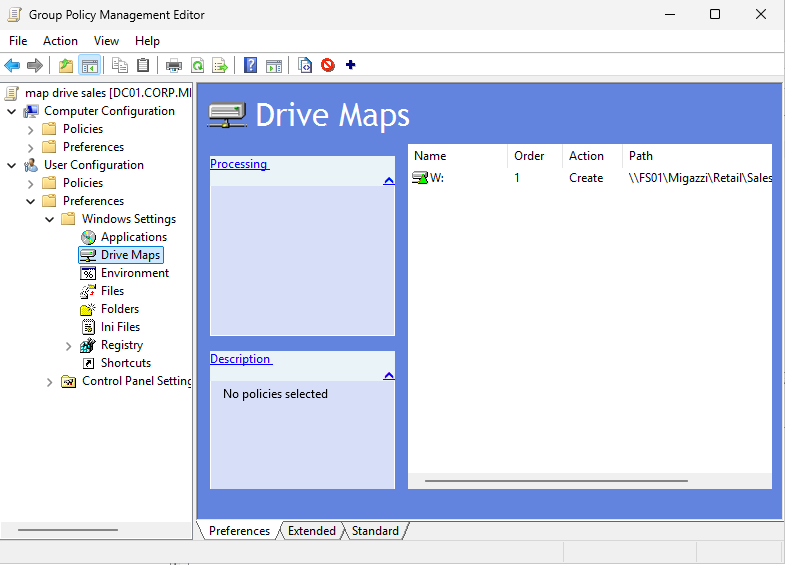 Group Policy Management Editor
File Action View Help
map drive sales [DC01.CORP.MI
Computer Configuration
Policies
Preferences
User Configuration
Policies
Preferences
Windows Settings
Applications
Drive Maps
Environment
Files
Folders
Ini Files
Registry
Shortcuts
Control Panel Setting
Drive Maps
Processing
Description
No policies selected
Name Order Action Path
W: 1 Create \\FS01\Migazzi\Retail\Sales
Preferences Extended Standard